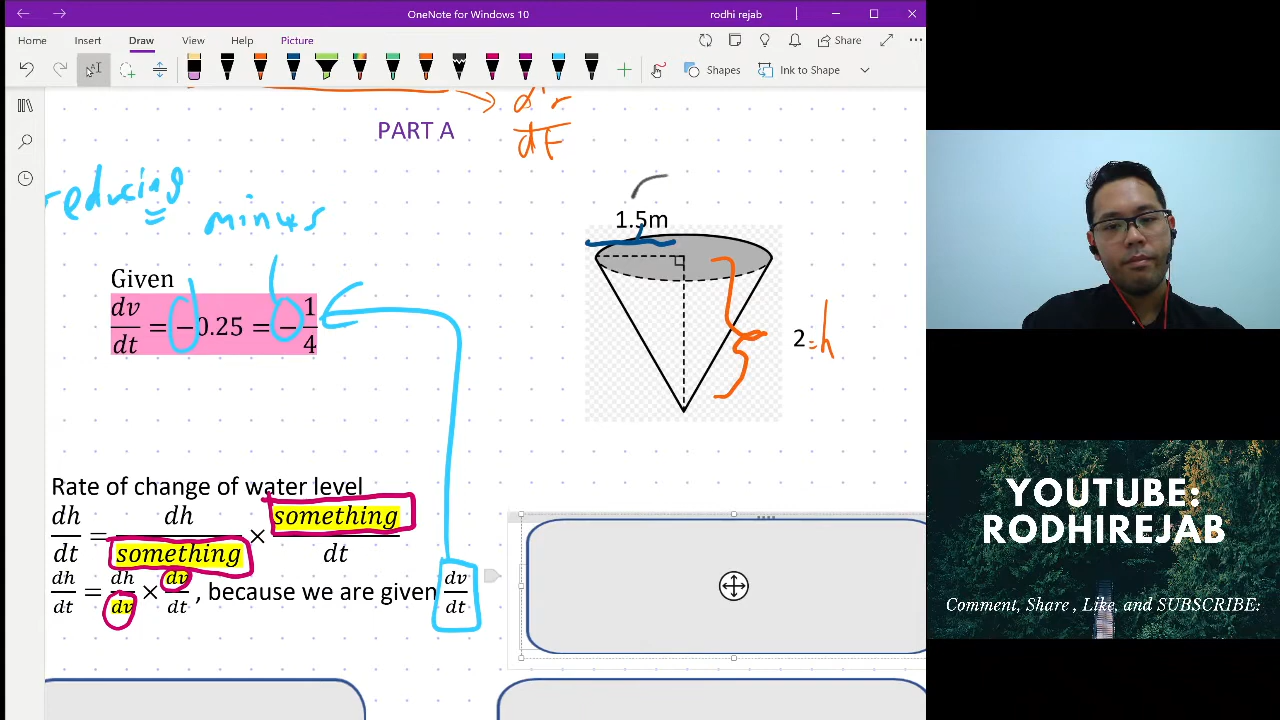 OneNote for Windows 10
rodhi rejab
Home Insert Draw View Help Picture
Share
Shapes
Ink to Shape
dr
dt
PART A
reducing
minus
1.5m
Given
dv/dt = −0.25 = −1/4
2 = h
Rate of change of water level
dh/dt = dh/something × something/dt
dh/dt = dh/dv × dv/dt , because we are given dv/dt
YOUTUBE:
RODHIREJAB
Comment, Share , Like, and SUBSCRIBE: